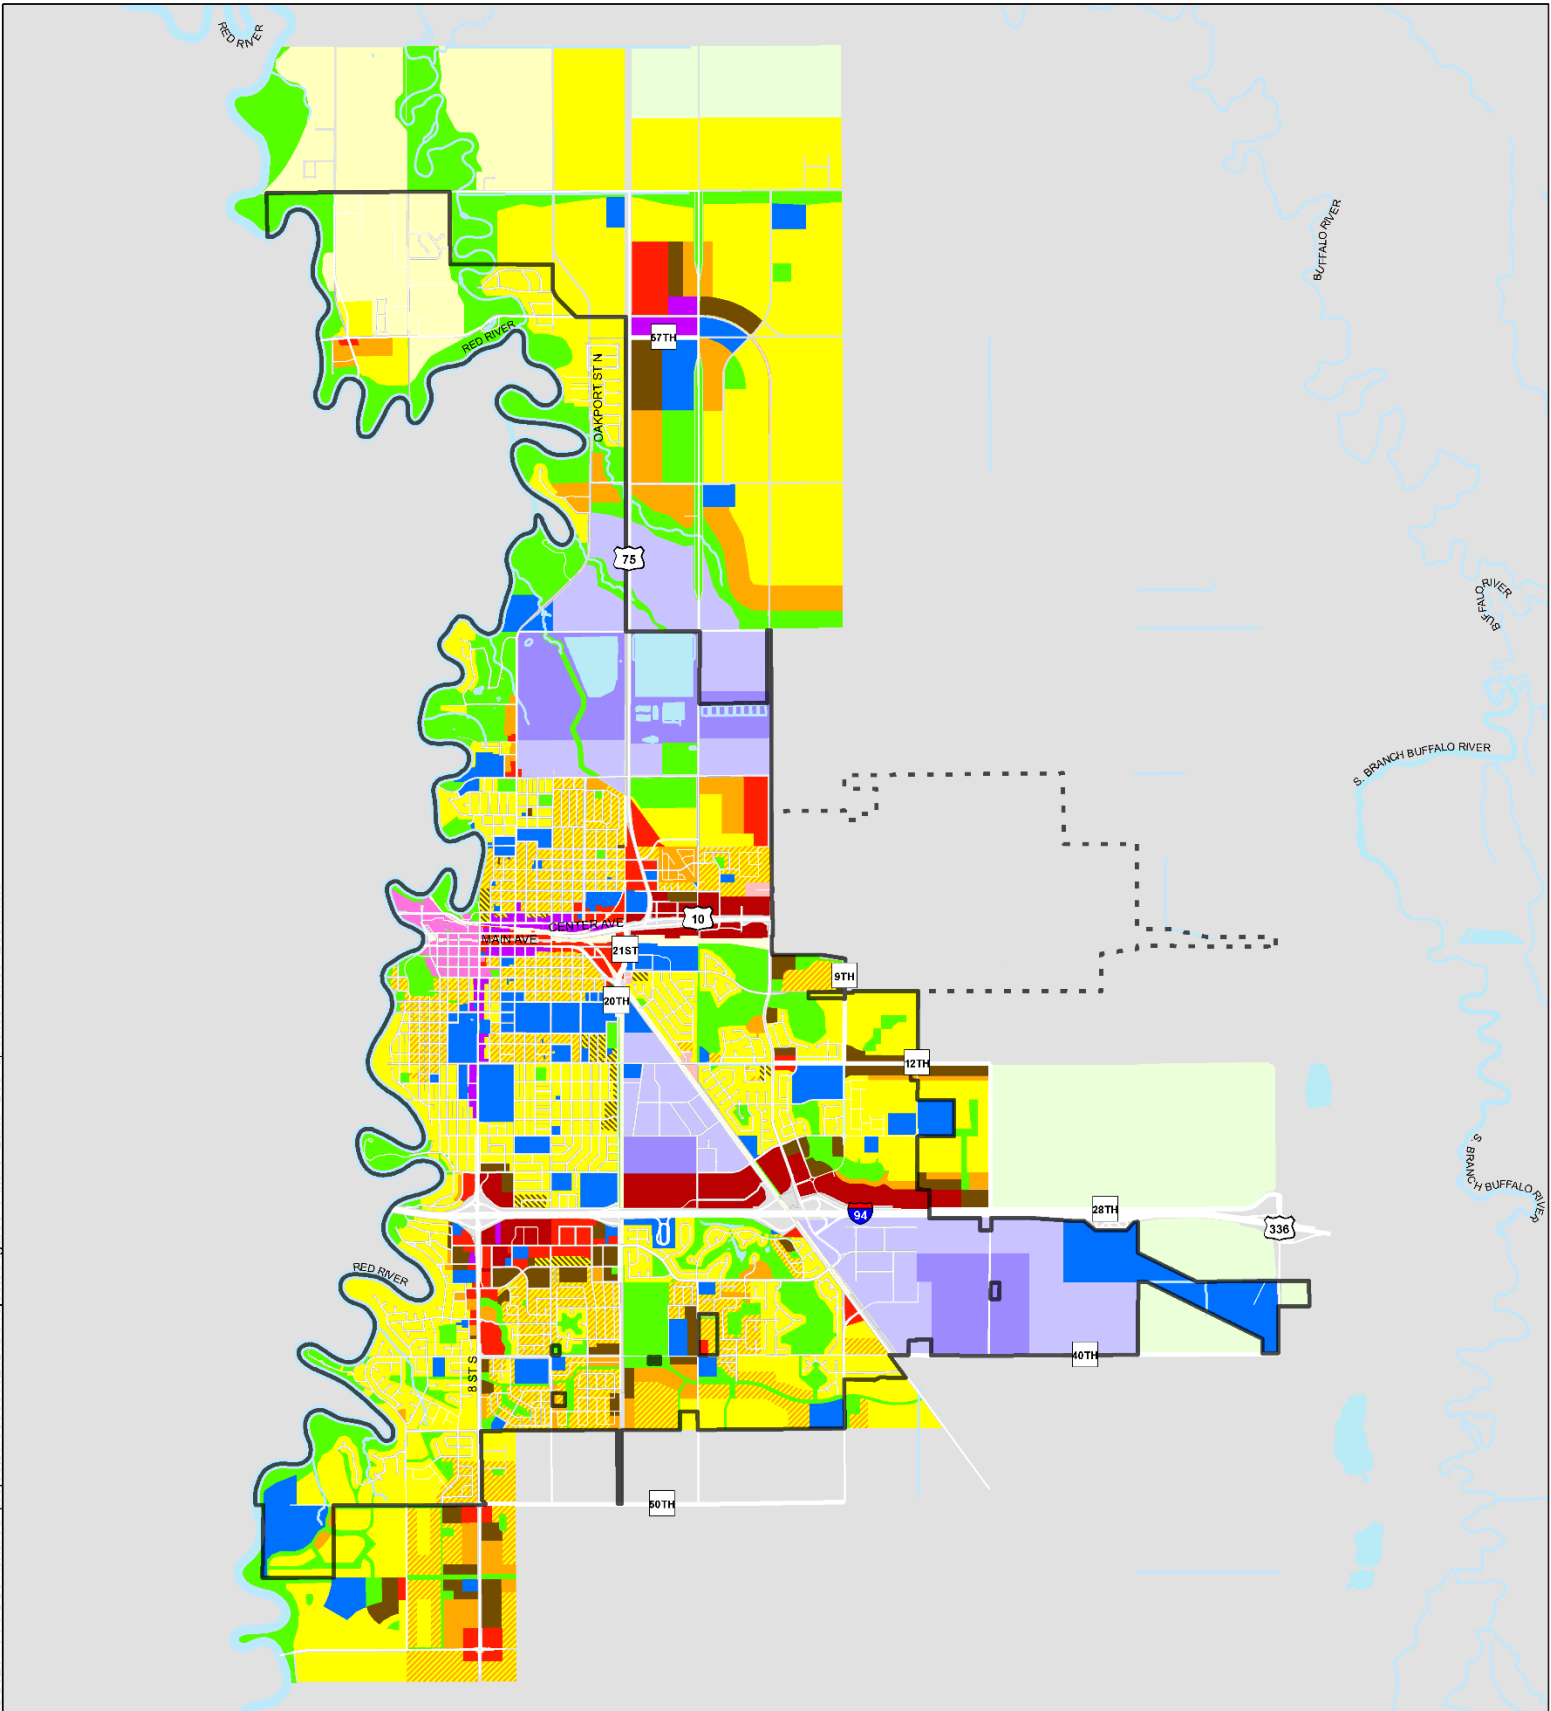 RED RIVER
BUFFALO RIVER
RED RIVER
57TH
OAKPORT ST N
75
BUFFALO RIVER
S. BRANCH BUFFALO RIVER
10
CENTER AVE
MAIN AVE
21ST
9TH
20TH
12TH
S. BRANCH BUFFALO RIVER
28TH
94
336
RED RIVER
40TH
8 ST S
50TH